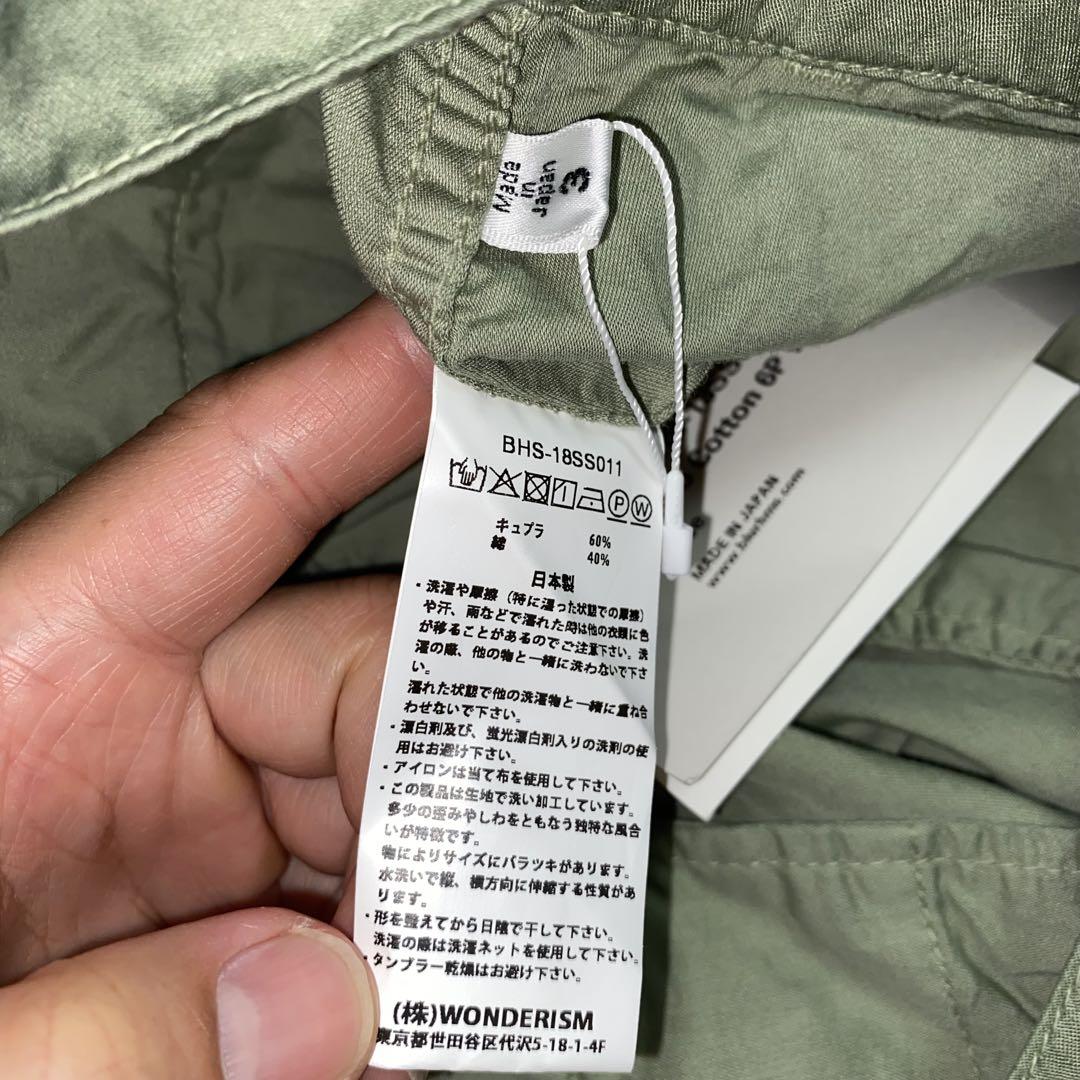 3
Japan
in
Made
BHS-18SS011
P W
キュプラ 60%
綿 40%
日本製
・洗濯や摩擦(特に湿った状態での摩擦)
や汗、雨などで濡れた時は他の衣類に色
が移ることがあるのでご注意下さい。洗
濯の際、他の物と一緒に洗わないで下さ
い。
濡れた状態で他の洗濯物と一緒に重ね合
わせないで下さい。
・漂白剤及び、蛍光漂白剤入りの洗剤の使
用はお避け下さい。
・アイロンは当て布を使用して下さい。
・この製品は生地で洗い加工しています。
多少の歪みやしわをともなう独特な風合
いが特徴です。
物によりサイズにバラツキがあります。
水洗いで縦、横方向に伸縮する性質があ
ります。
・形を整えてから日陰で干して下さい。
洗濯の際は洗濯ネットを使用して下さい。
・タンブラー乾燥はお避け下さい。
(株)WONDERISM
東京都世田谷区代沢5-18-1-4F
Cotton 6P
MADE IN JAPAN